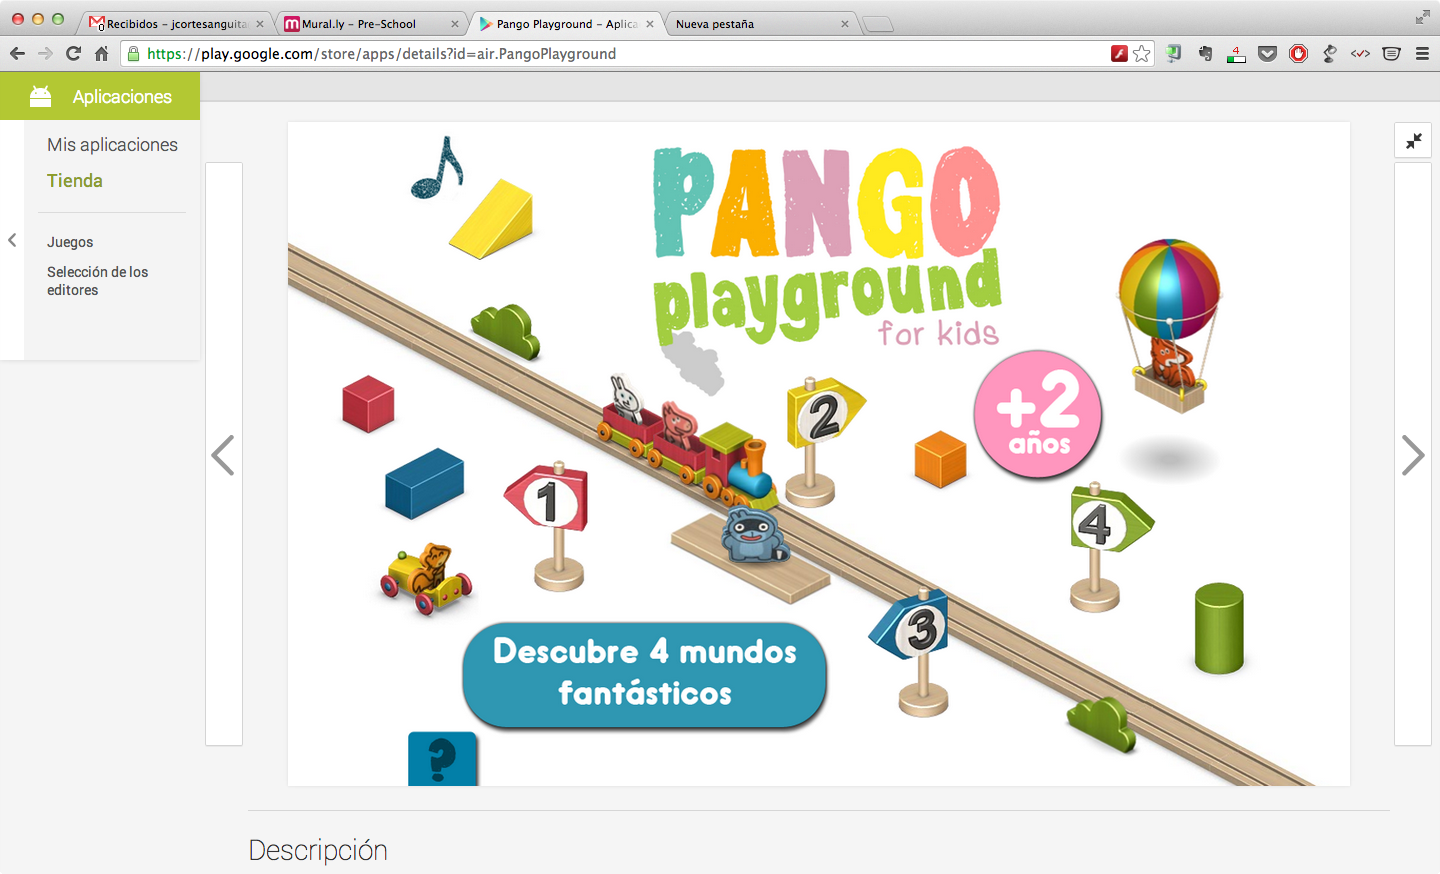 Recibidos – jcortesanguita
Mural.ly – Pre-School
Pango Playground – Aplica
Nueva pestaña
https://play.google.com/store/apps/details?id=air.PangoPlayground
4
Aplicaciones
Mis aplicaciones
Tienda
Juegos
Selección de los
editores
PANGO
playground
for kids
+2
años
2
1
4
3
Descubre 4 mundos
fantásticos
?
Descripción